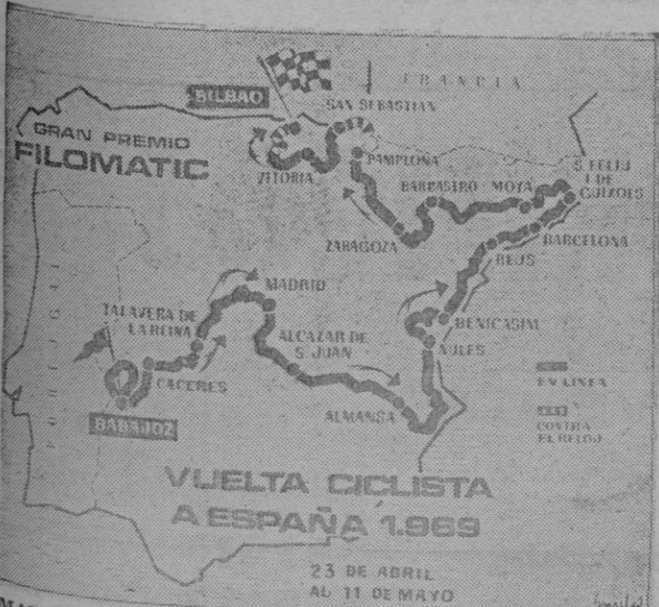 FRANCIA
BILBAO
SAN SEBASTIAN
GRAN PREMIO
FILOMATIC
VITORIA
PAMPLONA
S. FELIU
DE
GUIXOLS
BARBASTRO
MOYA
ZARAGOZA
BARCELONA
REUS
MADRID
TALAVERA DE
LA REINA
BENICASIM
ALCAZAR DE
S. JUAN
NULES
PORTUGAL
CACERES
EN LINEA
ALMANSA
CONTRA
EL RELOJ
BADAJOZ
VUELTA CICLISTA
A ESPAÑA 1.969
23 DE ABRIL
AL 11 DE MAYO